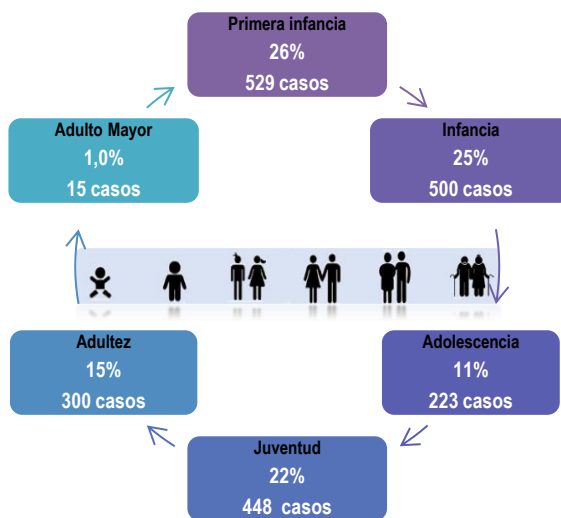 Primera infancia
26%
529 casos
Infancia
25%
500 casos
Adolescencia
11%
223 casos
Juventud
22%
448 casos
Adultez
15%
300 casos
Adulto Mayor
1,0%
15 casos